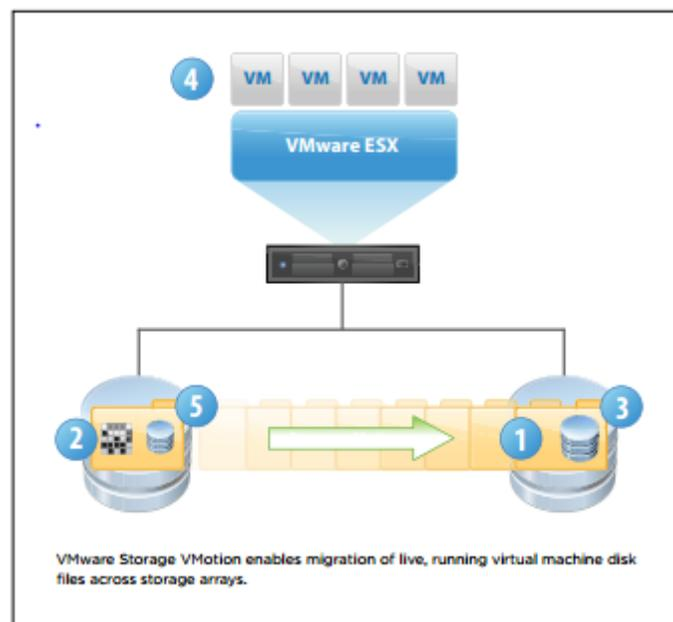 4
VM VM VM VM
VMware ESX
5
3
2
1
VMware Storage VMotion enables migration of live, running virtual machine disk
files across storage arrays.